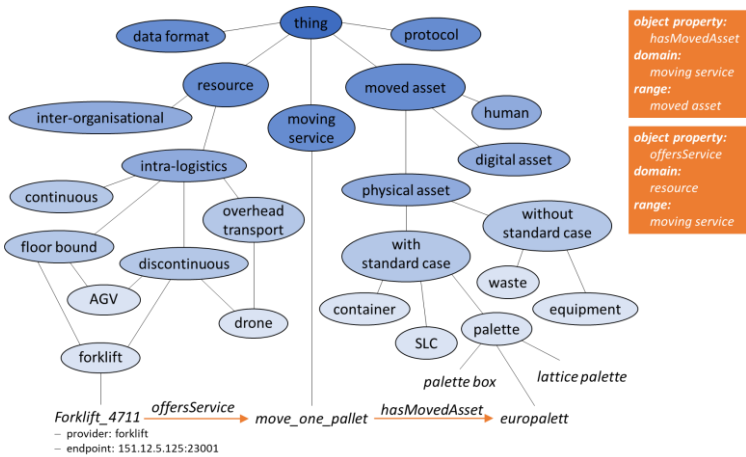 thing
data format
protocol
object property:
hasMovedAsset
domain:
moving service
range:
moved asset
resource
moved asset
inter-organisational
moving
service
human
object property:
offersService
domain:
resource
range:
moving service
intra-logistics
digital asset
continuous
physical asset
overhead
transport
without
standard case
floor bound
discontinuous
with
standard case
waste
AGV
container
equipment
drone
SLC
palette
forklift
palette box
lattice palette
Forklift_4711
offersService
move_one_pallet
hasMovedAsset
europalett
– provider: forklift
– endpoint: 151.12.5.125:23001